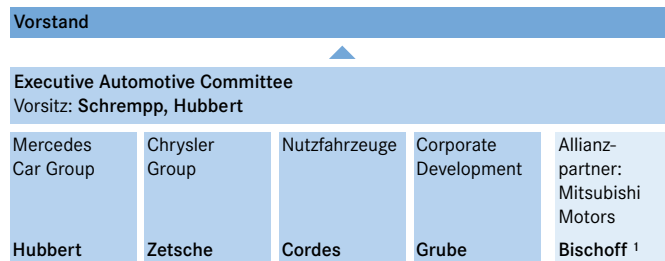 Vorstand
Executive Automotive Committee
Vorsitz: Schrempp, Hubbert
Mercedes
Car Group
Hubbert
Chrysler
Group
Zetsche
Nutzfahrzeuge
Cordes
Corporate
Development
Grube
Allianz-
partner:
Mitsubishi
Motors
Bischoff ¹